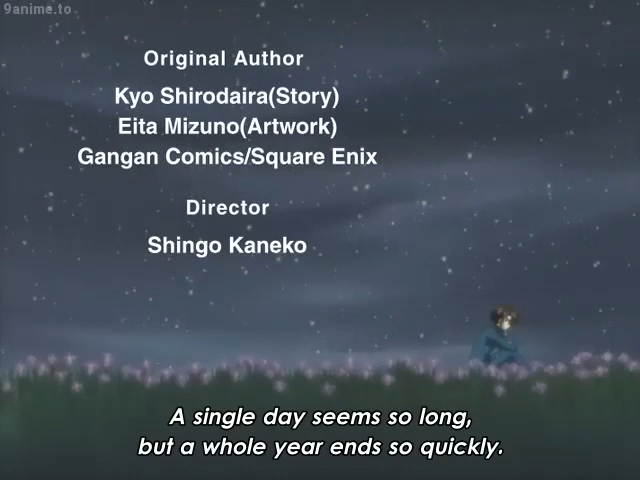 9anime.to
Original Author
Kyo Shirodaira(Story)
Eita Mizuno(Artwork)
Gangan Comics/Square Enix
Director
Shingo Kaneko
A single day seems so long,
but a whole year ends so quickly.